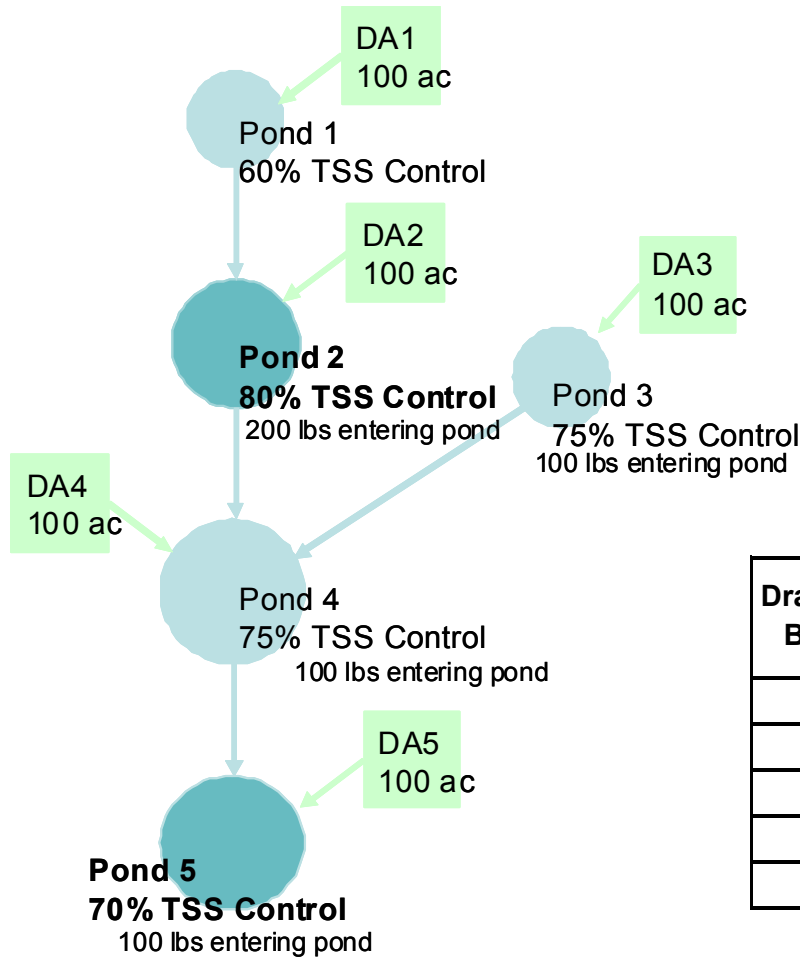 DA1
100 ac
Pond 1
60% TSS Control
DA2
100 ac
DA3
100 ac
Pond 2
80% TSS Control
200 lbs entering pond
Pond 3
75% TSS Control
100 lbs entering pond
DA4
100 ac
Pond 4
75% TSS Control
100 lbs entering pond
DA5
100 ac
Pond 5
70% TSS Control
100 lbs entering pond